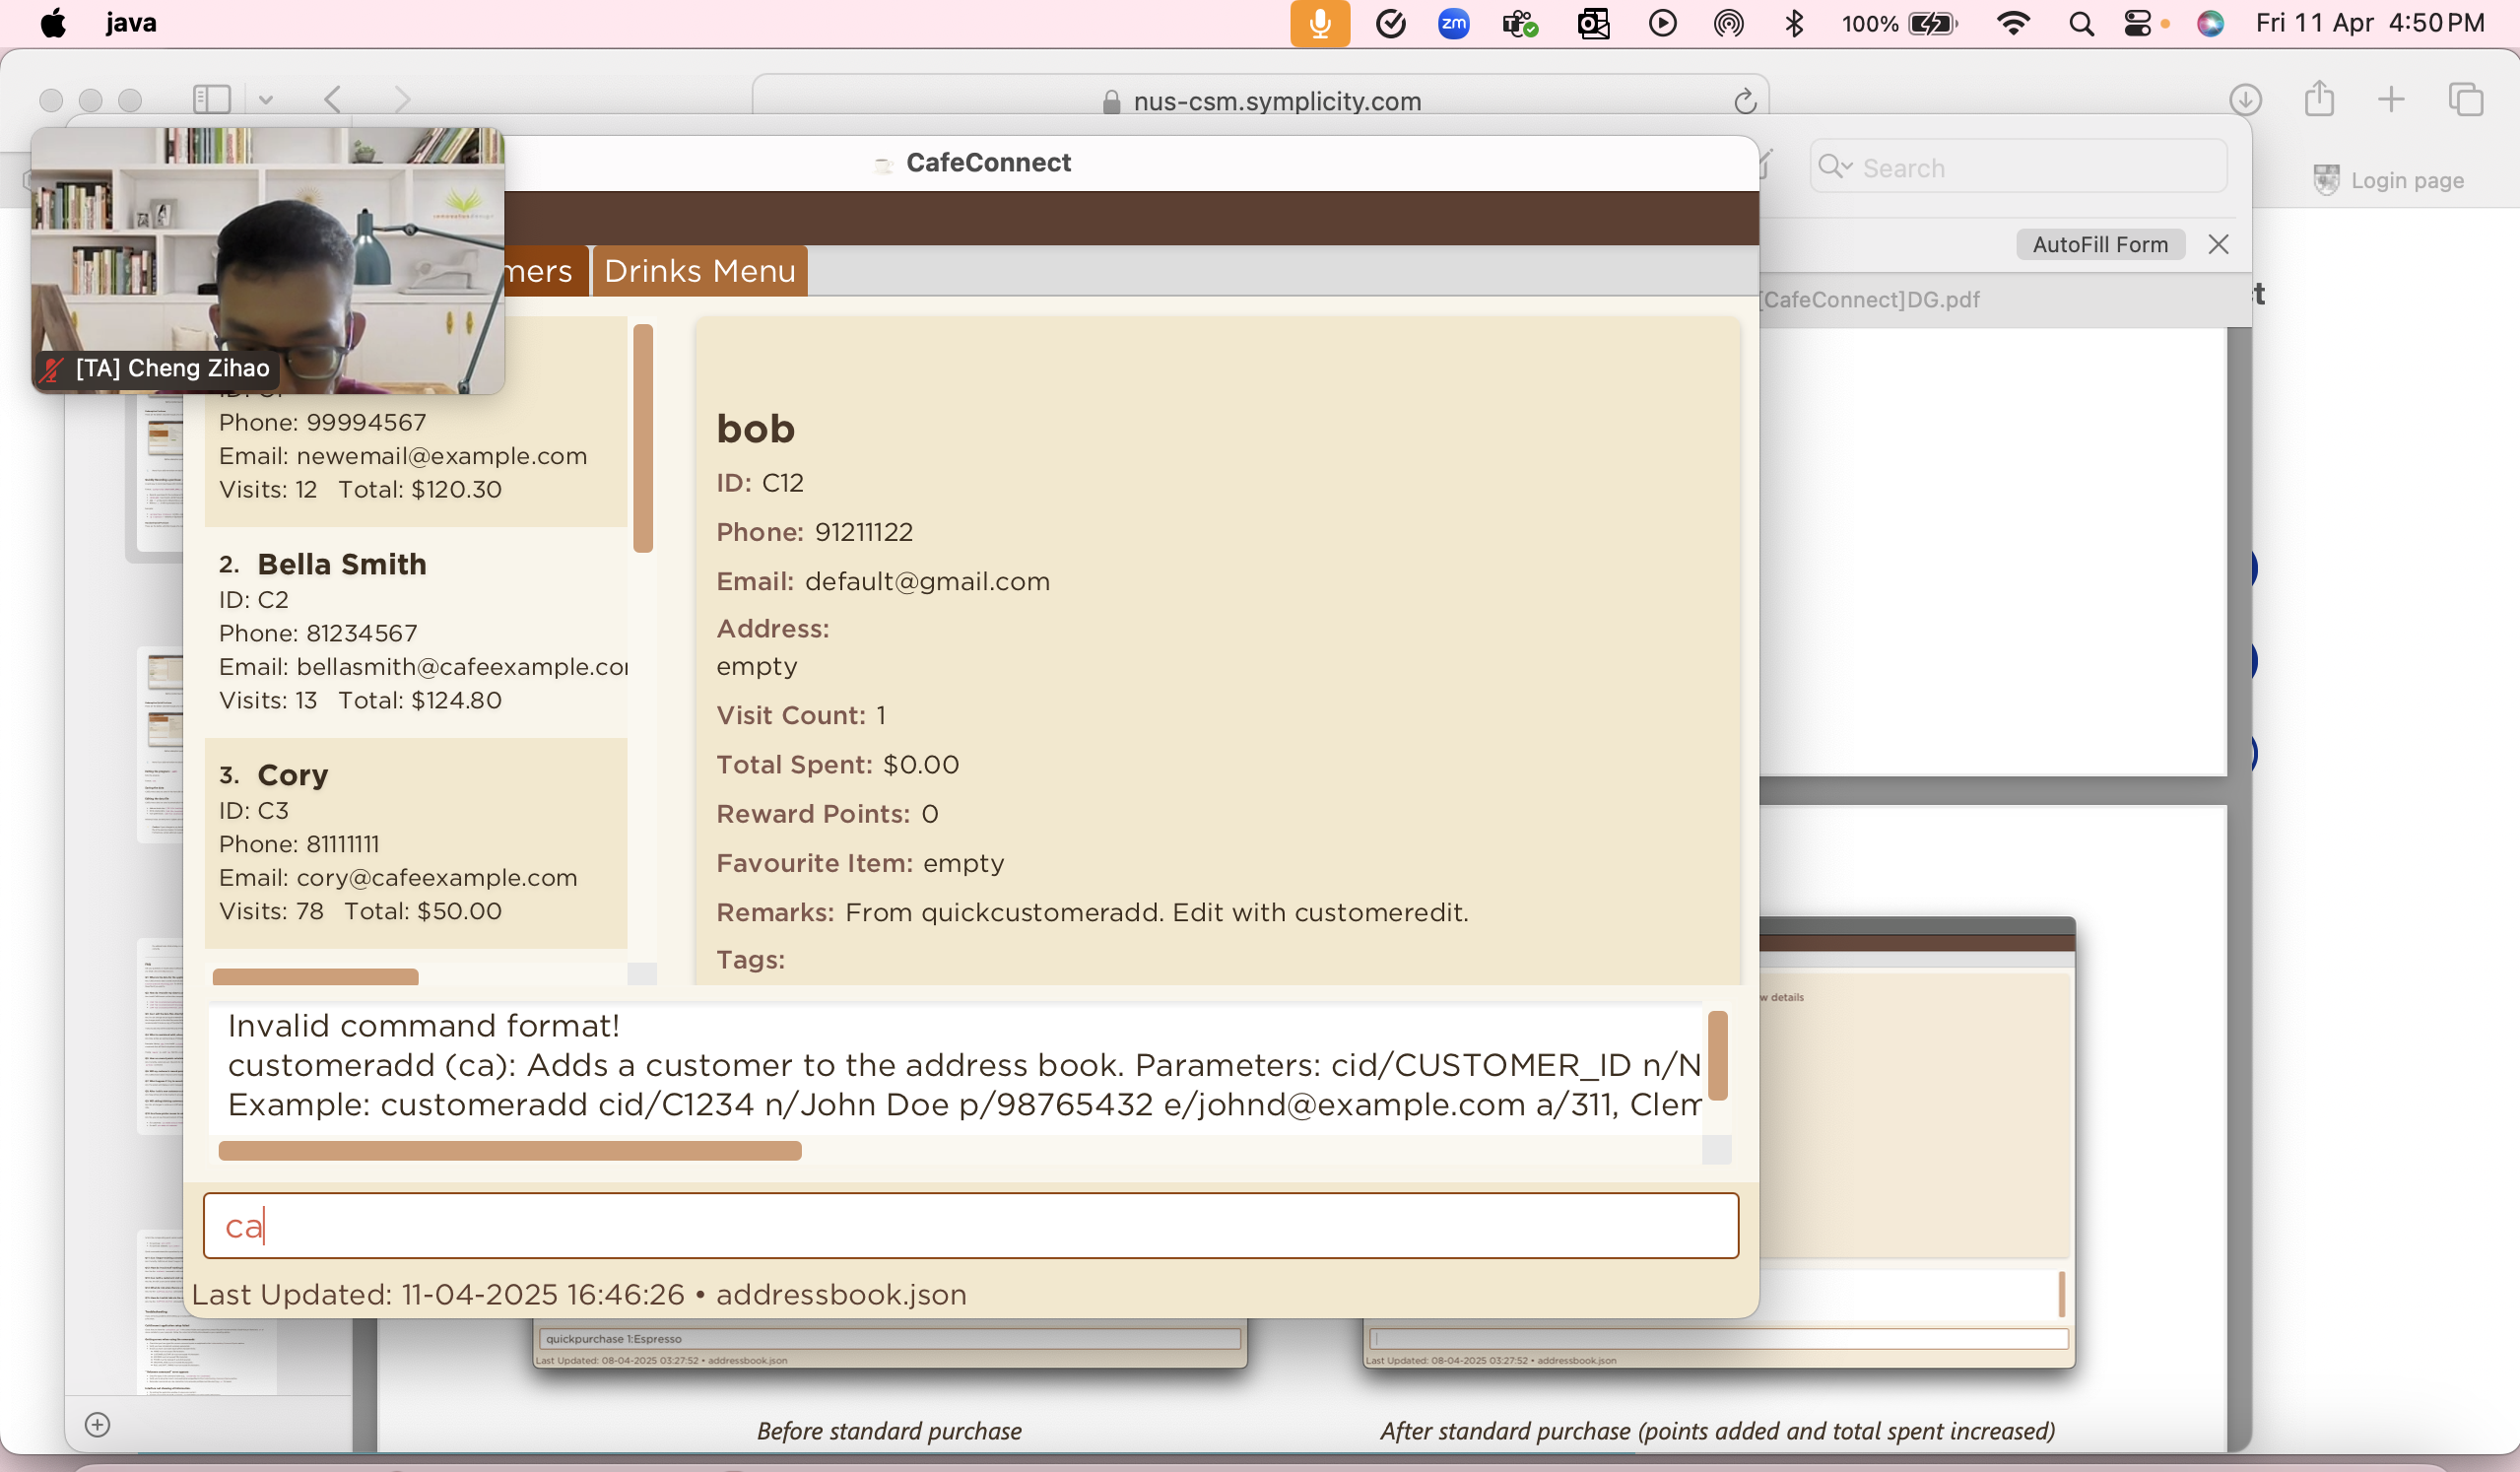 java
zm
100%
Fri 11 Apr 4:50 PM
nus-csm.symplicity.com
CafeConnect
Search
Login page
AutoFill Form
mers
Drinks Menu
[CafeConnect]DG.pdf
[TA] Cheng Zihao
Phone: 99994567
Email: newemail@example.com
Visits: 12 Total: $120.30
2. Bella Smith
ID: C2
Phone: 81234567
Email: bellasmith@cafeexample.com
Visits: 13 Total: $124.80
3. Cory
ID: C3
Phone: 81111111
Email: cory@cafeexample.com
Visits: 78 Total: $50.00
bob
ID: C12
Phone: 91211122
Email: default@gmail.com
Address:
empty
Visit Count: 1
Total Spent: $0.00
Reward Points: 0
Favourite Item: empty
Remarks: From quickcustomeradd. Edit with customeredit.
Tags:
w details
Invalid command format!
customeradd (ca): Adds a customer to the address book. Parameters: cid/CUSTOMER_ID n/N
Example: customeradd cid/C1234 n/John Doe p/98765432 e/johnd@example.com a/311, Clem
ca
Last Updated: 11-04-2025 16:46:26 • addressbook.json
quickpurchase 1:Espresso
Last Updated: 08-04-2025 03:27:52 • addressbook.json
Last Updated: 08-04-2025 03:27:52 • addressbook.json
Before standard purchase
After standard purchase (points added and total spent increased)